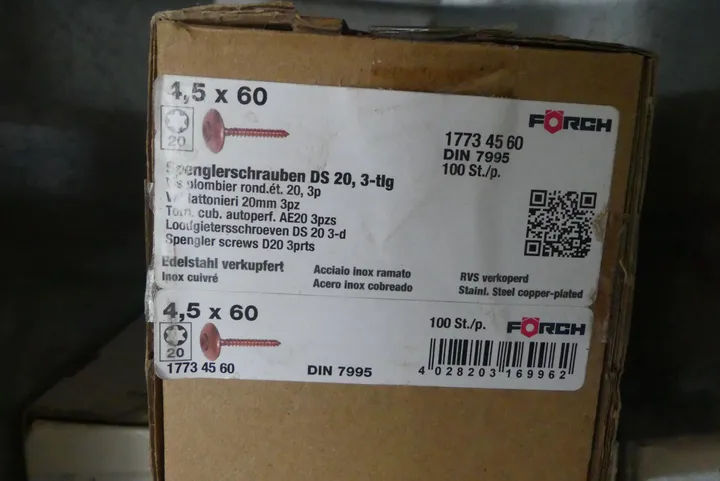 4,5 x 60
FÖRCH
20
1773 45 60
DIN 7995
100 St./p.
Spenglerschrauben DS 20, 3-tlg
Vis plombier rond.ét. 20, 3p
lattonieri 20mm 3pz
Torn. cub. autoperf. AE20 3pzs
Loodgietersschroeven DS 20 3-d
Spengler screws D20 3prts
Edelstahl verkupfert
Inox cuivré
Acciaio inox ramato
Acero inox cobreado
RVS verkoperd
Stainl. Steel copper-plated
4,5 x 60
100 St./p.
FÖRCH
20
1773 45 60
DIN 7995
4 028203 169962